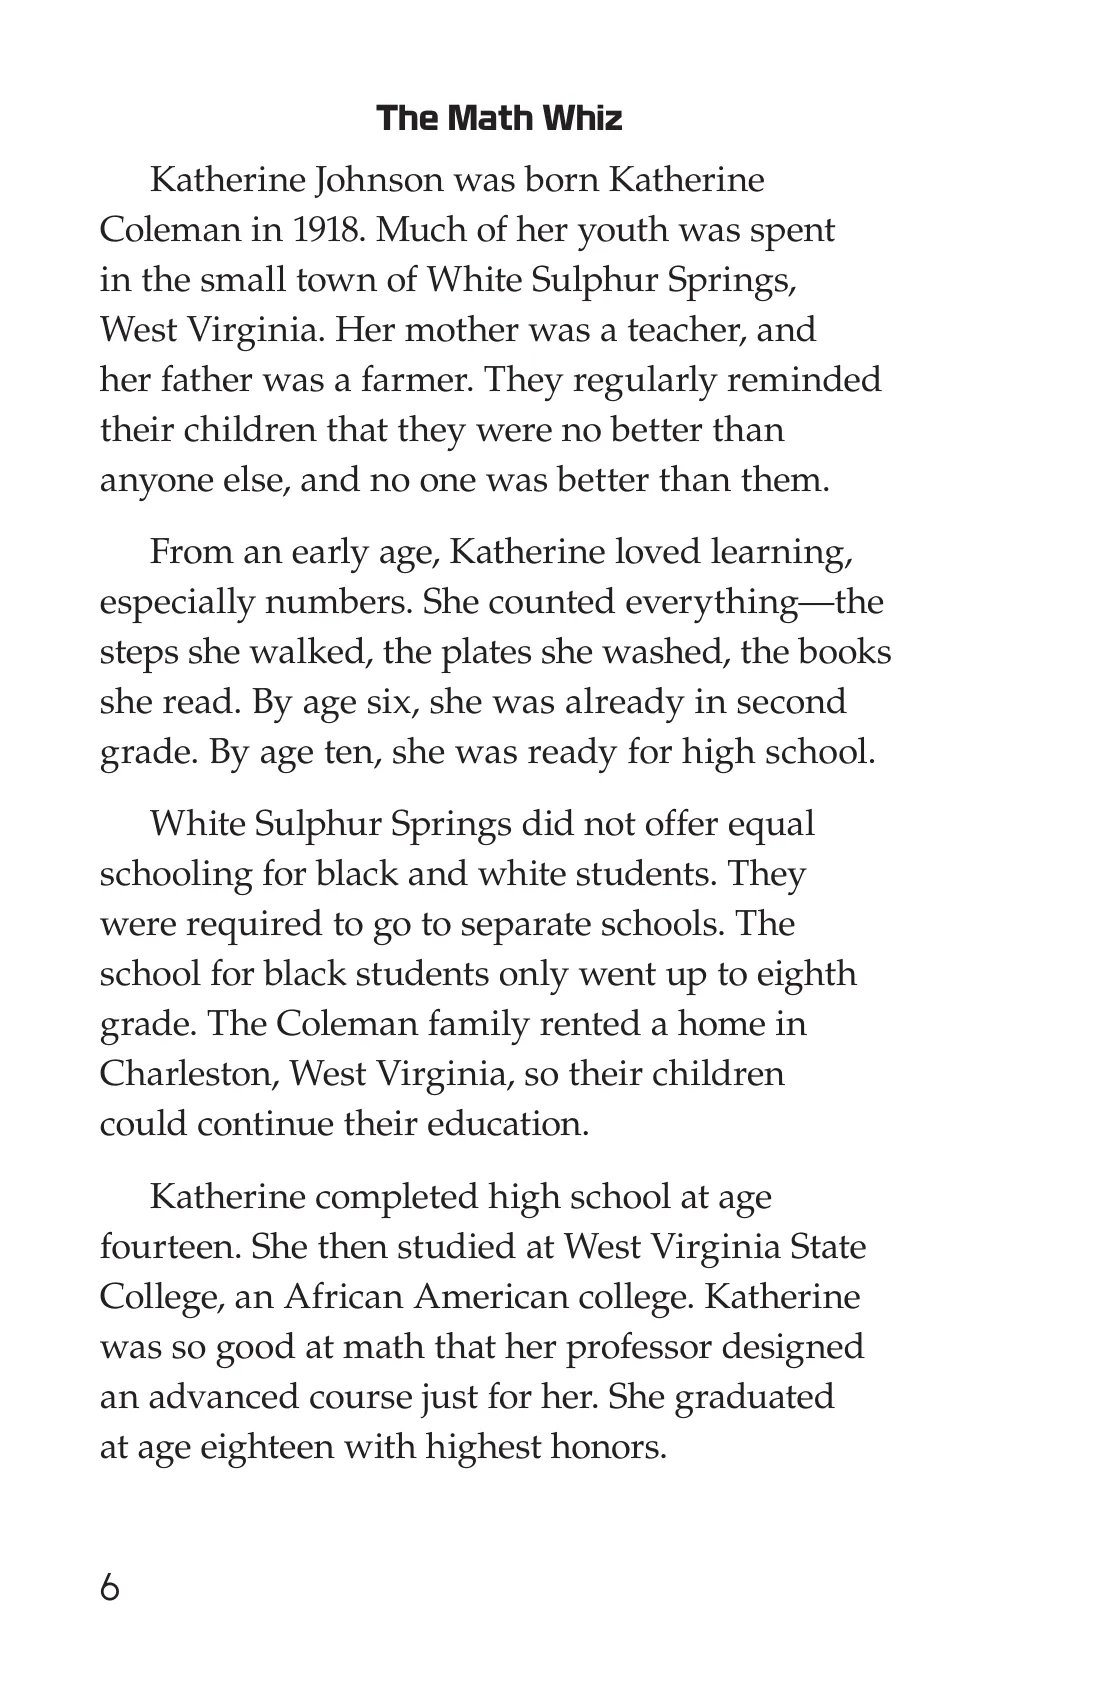 The Math Whiz
Katherine Johnson was born Katherine
Coleman in 1918. Much of her youth was spent
in the small town of White Sulphur Springs,
West Virginia. Her mother was a teacher, and
her father was a farmer. They regularly reminded
their children that they were no better than
anyone else, and no one was better than them.
From an early age, Katherine loved learning,
especially numbers. She counted everything—the
steps she walked, the plates she washed, the books
she read. By age six, she was already in second
grade. By age ten, she was ready for high school.
White Sulphur Springs did not offer equal
schooling for black and white students. They
were required to go to separate schools. The
school for black students only went up to eighth
grade. The Coleman family rented a home in
Charleston, West Virginia, so their children
could continue their education.
Katherine completed high school at age
fourteen. She then studied at West Virginia State
College, an African American college. Katherine
was so good at math that her professor designed
an advanced course just for her. She graduated
at age eighteen with highest honors.
6